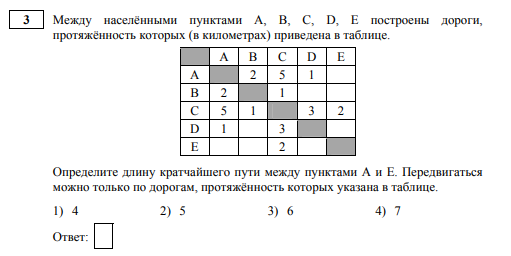 3 Между населёнными пунктами A, B, C, D, E построены дороги,
протяжённость которых (в километрах) приведена в таблице.
A B C D E
A 2 5 1
B 2 1
C 5 1 3 2
D 1 3
E 2
Определите длину кратчайшего пути между пунктами A и E. Передвигаться
можно только по дорогам, протяжённость которых указана в таблице.
1) 4 2) 5 3) 6 4) 7
Ответ: